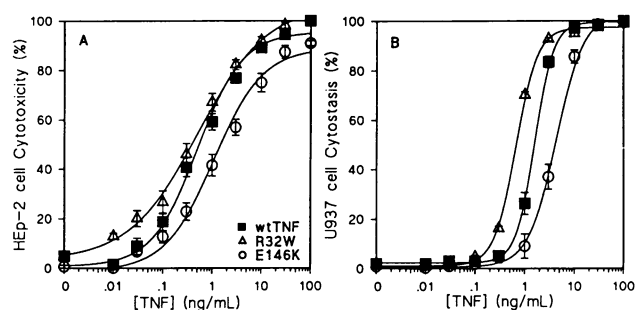 A
HEp-2 cell Cytotoxicity (%)
100
80
60
40
20
0
wtTNF
R32W
E146K
0 .01 .1 1 10 100
[TNF] (ng/mL)
B
U937 cell Cytostasis (%)
100
80
60
40
20
0
0 .01 .1 1 10 100
[TNF] (ng/mL)